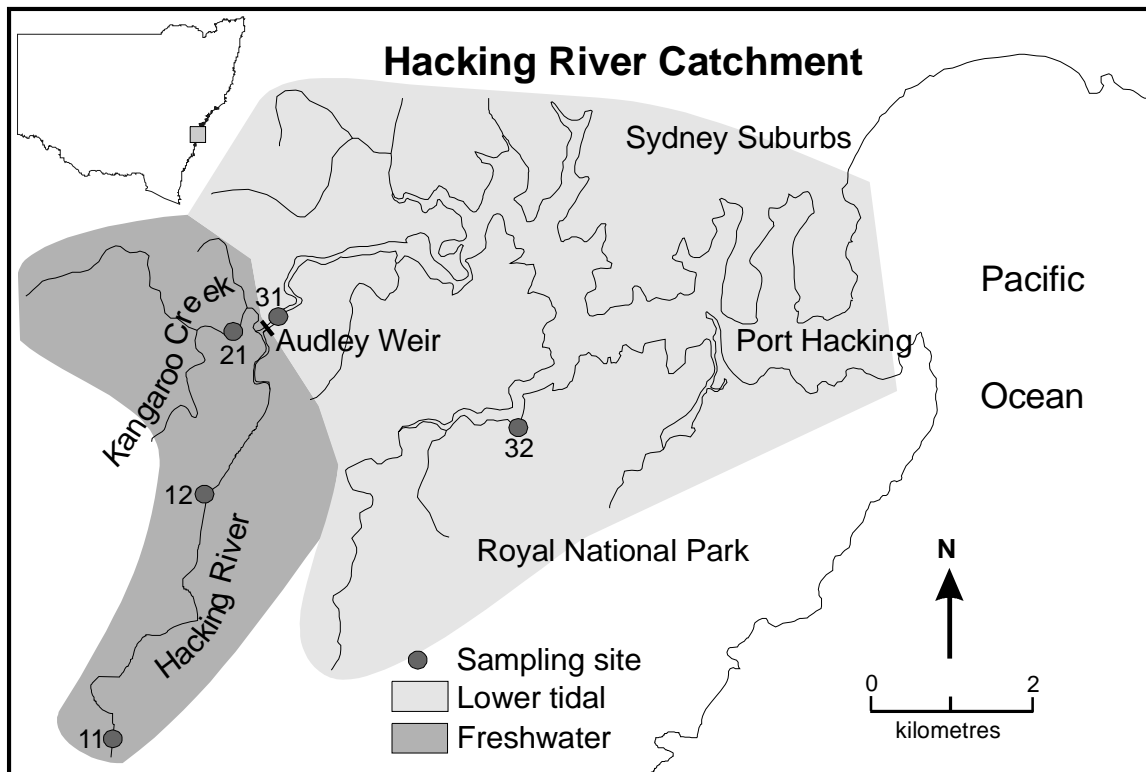 Hacking River Catchment
Sydney Suburbs
Pacific
Ocean
Kangaroo Creek
31
21
Audley Weir
Port Hacking
32
12
Hacking River
Royal National Park
N
11
Sampling site
Lower tidal
Freshwater
0 2
kilometres